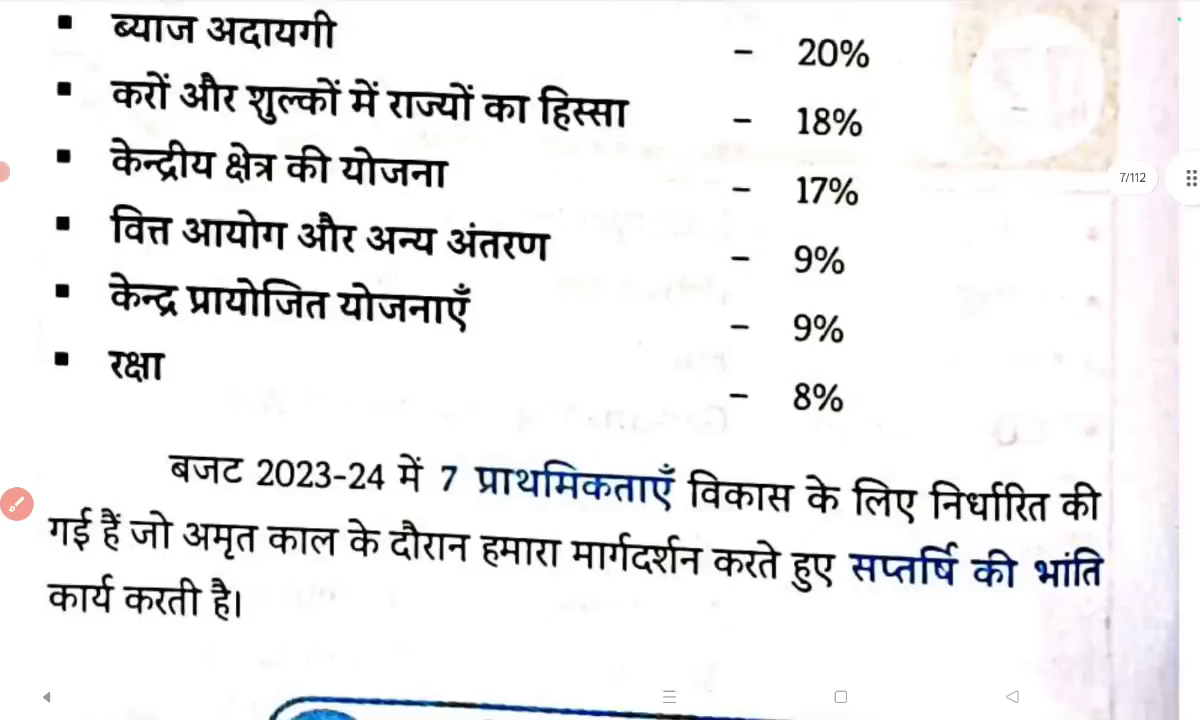 ▪ ब्याज अदायगी – 20%
▪ करों और शुल्कों में राज्यों का हिस्सा – 18%
▪ केन्द्रीय क्षेत्र की योजना – 17%
7/112
▪ वित्त आयोग और अन्य अंतरण – 9%
▪ केन्द्र प्रायोजित योजनाएँ – 9%
▪ रक्षा – 8%
बजट 2023-24 में 7 प्राथमिकताएँ विकास के लिए निर्धारित की
गई हैं जो अमृत काल के दौरान हमारा मार्गदर्शन करते हुए सप्तर्षि की भांति
कार्य करती है।